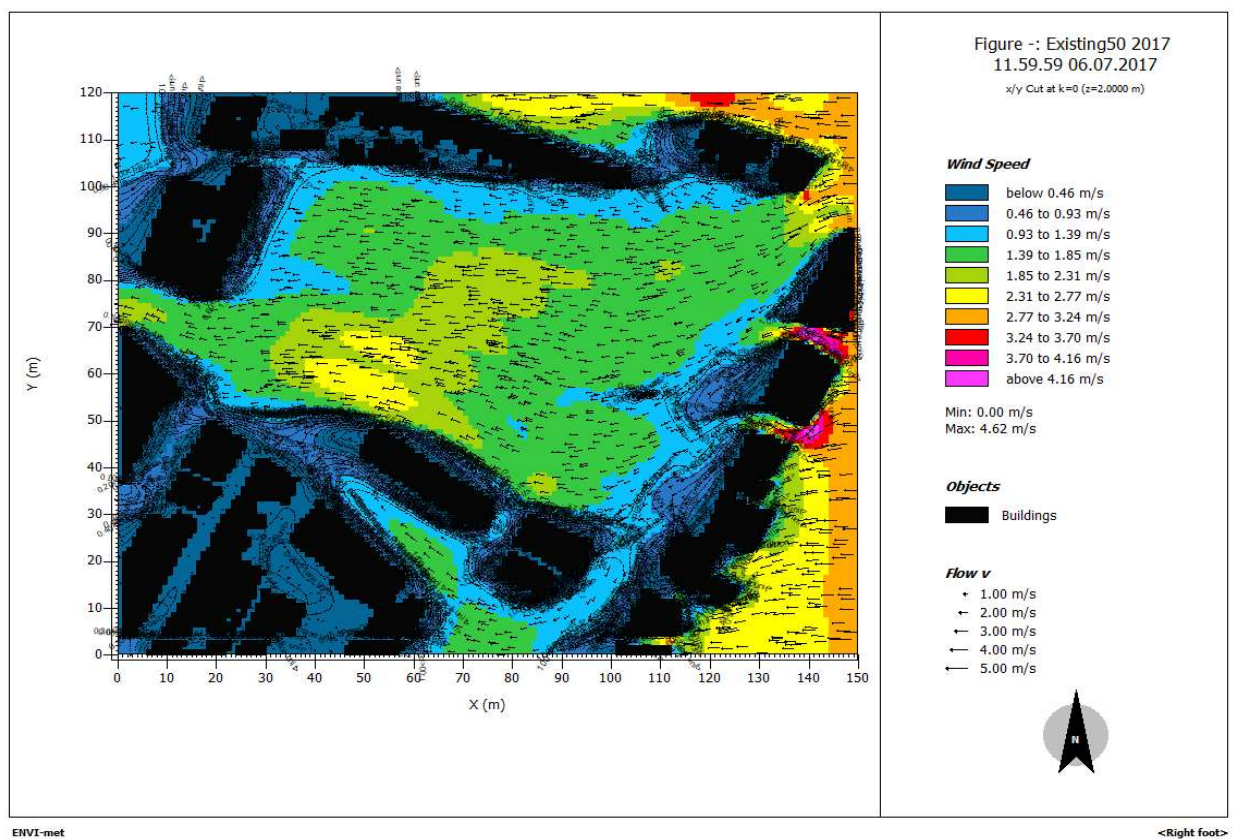 Figure -: Existing50 2017
11.59.59 06.07.2017
x/y Cut at k=0 (z=2.0000 m)
Wind Speed
below 0.46 m/s
0.46 to 0.93 m/s
0.93 to 1.39 m/s
1.39 to 1.85 m/s
1.85 to 2.31 m/s
2.31 to 2.77 m/s
2.77 to 3.24 m/s
3.24 to 3.70 m/s
3.70 to 4.16 m/s
above 4.16 m/s
Min: 0.00 m/s
Max: 4.62 m/s
Objects
Buildings
Flow v
1.00 m/s
2.00 m/s
3.00 m/s
4.00 m/s
5.00 m/s
N
120
110
100
90
80
70
60
50
40
30
20
10
0
Y (m)
0 10 20 30 40 50 60 70 80 90 100 110 120 130 140 150
X (m)
ENVI-met
<Right foot>